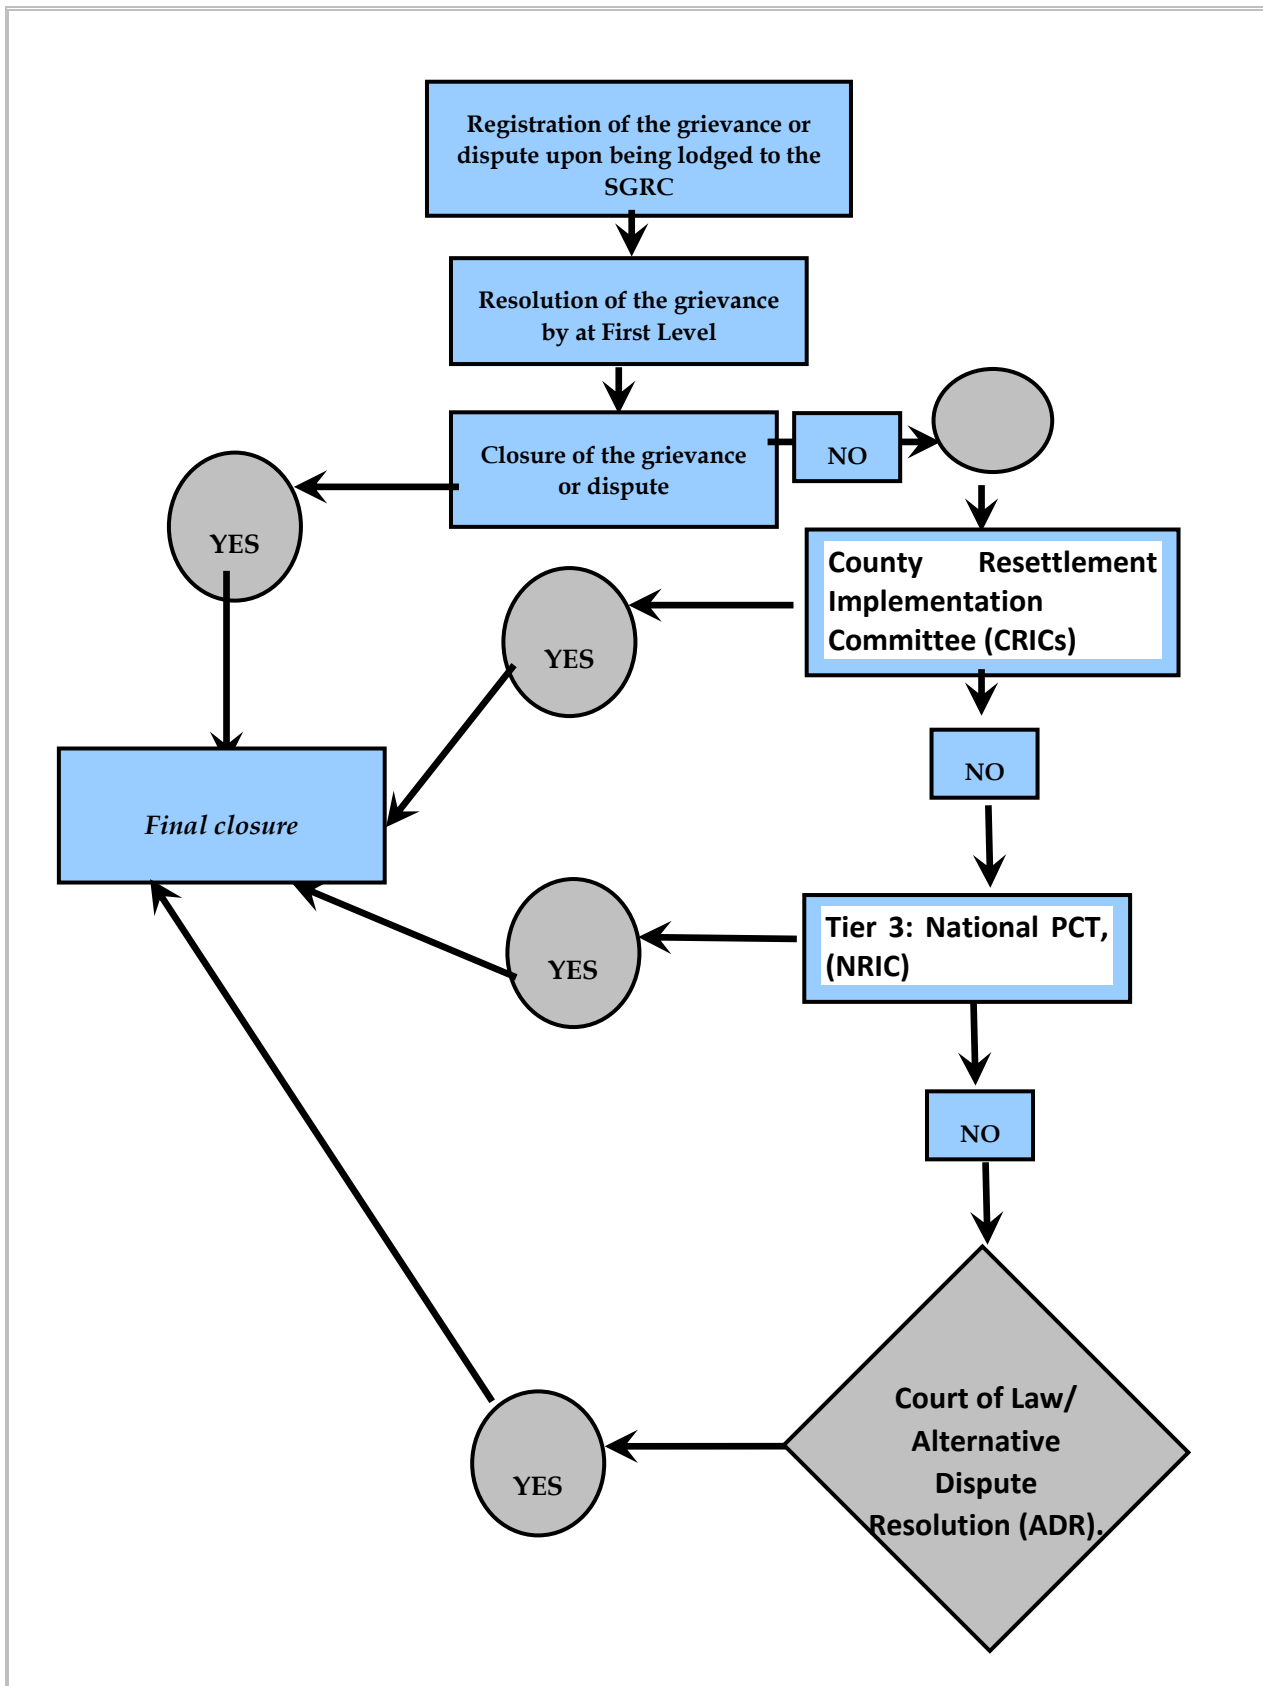 Registration of the grievance or
dispute upon being lodged to the
SGRC
Resolution of the grievance
by at First Level
Closure of the grievance
or dispute
NO
YES
County Resettlement
Implementation
Committee (CRICs)
YES
NO
Final closure
Tier 3: National PCT,
(NRIC)
YES
NO
Court of Law/
Alternative
Dispute
Resolution (ADR).
YES